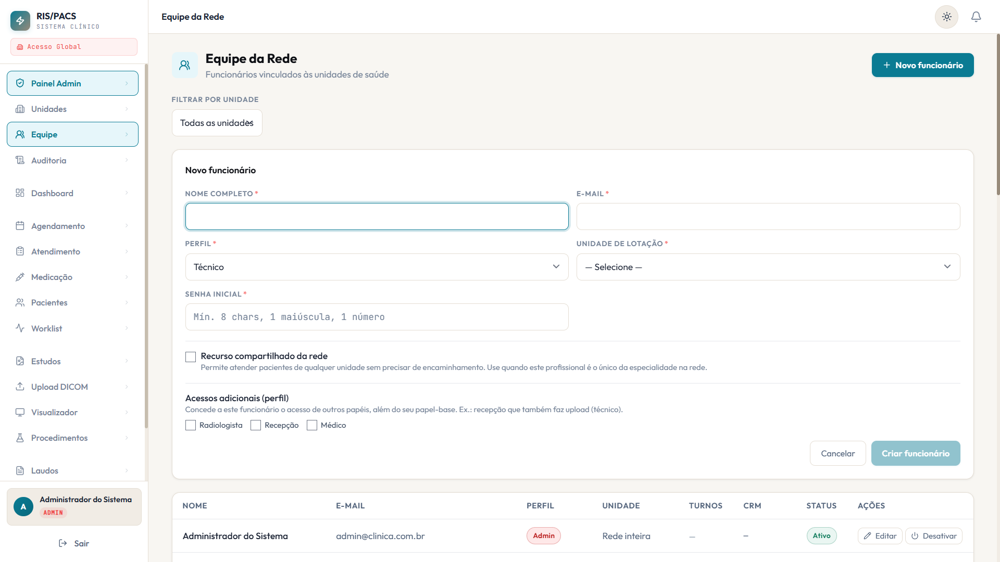 RIS/PACS
SISTEMA CLÍNICO
Acesso Global
Painel Admin
Unidades
Equipe
Auditoria
Dashboard
Agendamento
Atendimento
Medicação
Pacientes
Worklist
Estudos
Upload DICOM
Visualizador
Procedimentos
Laudos
A
Administrador do Sistema
ADMIN
Sair
Equipe da Rede
Equipe da Rede
Funcionários vinculados às unidades de saúde
+ Novo funcionário
FILTRAR POR UNIDADE
Todas as unidades
Novo funcionário
NOME COMPLETO *
E-MAIL *
PERFIL *
UNIDADE DE LOTAÇÃO *
Técnico
— Selecione —
SENHA INICIAL *
Mín. 8 chars, 1 maiúscula, 1 número
Recurso compartilhado da rede
Permite atender pacientes de qualquer unidade sem precisar de encaminhamento. Use quando este profissional é o único da especialidade na rede.
Acessos adicionais (perfil)
Concede a este funcionário o acesso de outros papéis, além do seu papel-base. Ex.: recepção que também faz upload (técnico).
Radiologista Recepção Médico
Cancelar Criar funcionário
NOME E-MAIL PERFIL UNIDADE TURNOS CRM STATUS AÇÕES
Administrador do Sistema admin@clinica.com.br Admin Rede inteira — — Ativo Editar Desativar